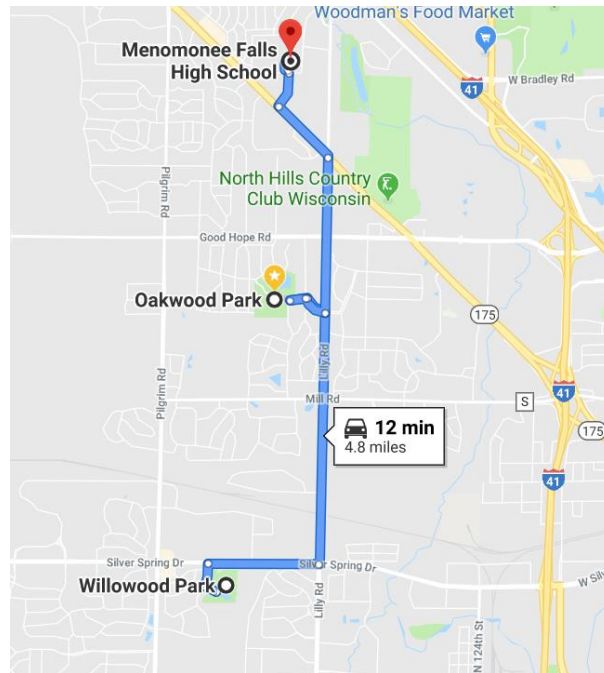 Woodman's Food Market
Menomonee Falls
High School
41
W Bradley Rd
Pilgrim Rd
North Hills Country
Club Wisconsin
Good Hope Rd
Oakwood Park
175
Lilly Rd
Pilgrim Rd
Mill Rd
S
41
12 min
4.8 miles
175
41
Silver Spring Dr
Silver Spring Dr
Willowood Park
W Silv
Lilly Rd
N 124th St